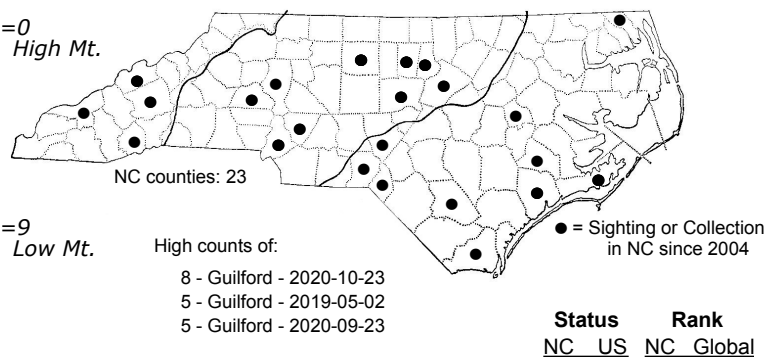 =0
High Mt.
NC counties: 23
=9
Low Mt.
High counts of:
8 - Guilford - 2020-10-23
5 - Guilford - 2019-05-02
5 - Guilford - 2020-09-23
● = Sighting or Collection
in NC since 2004
Status Rank
NC US NC Global